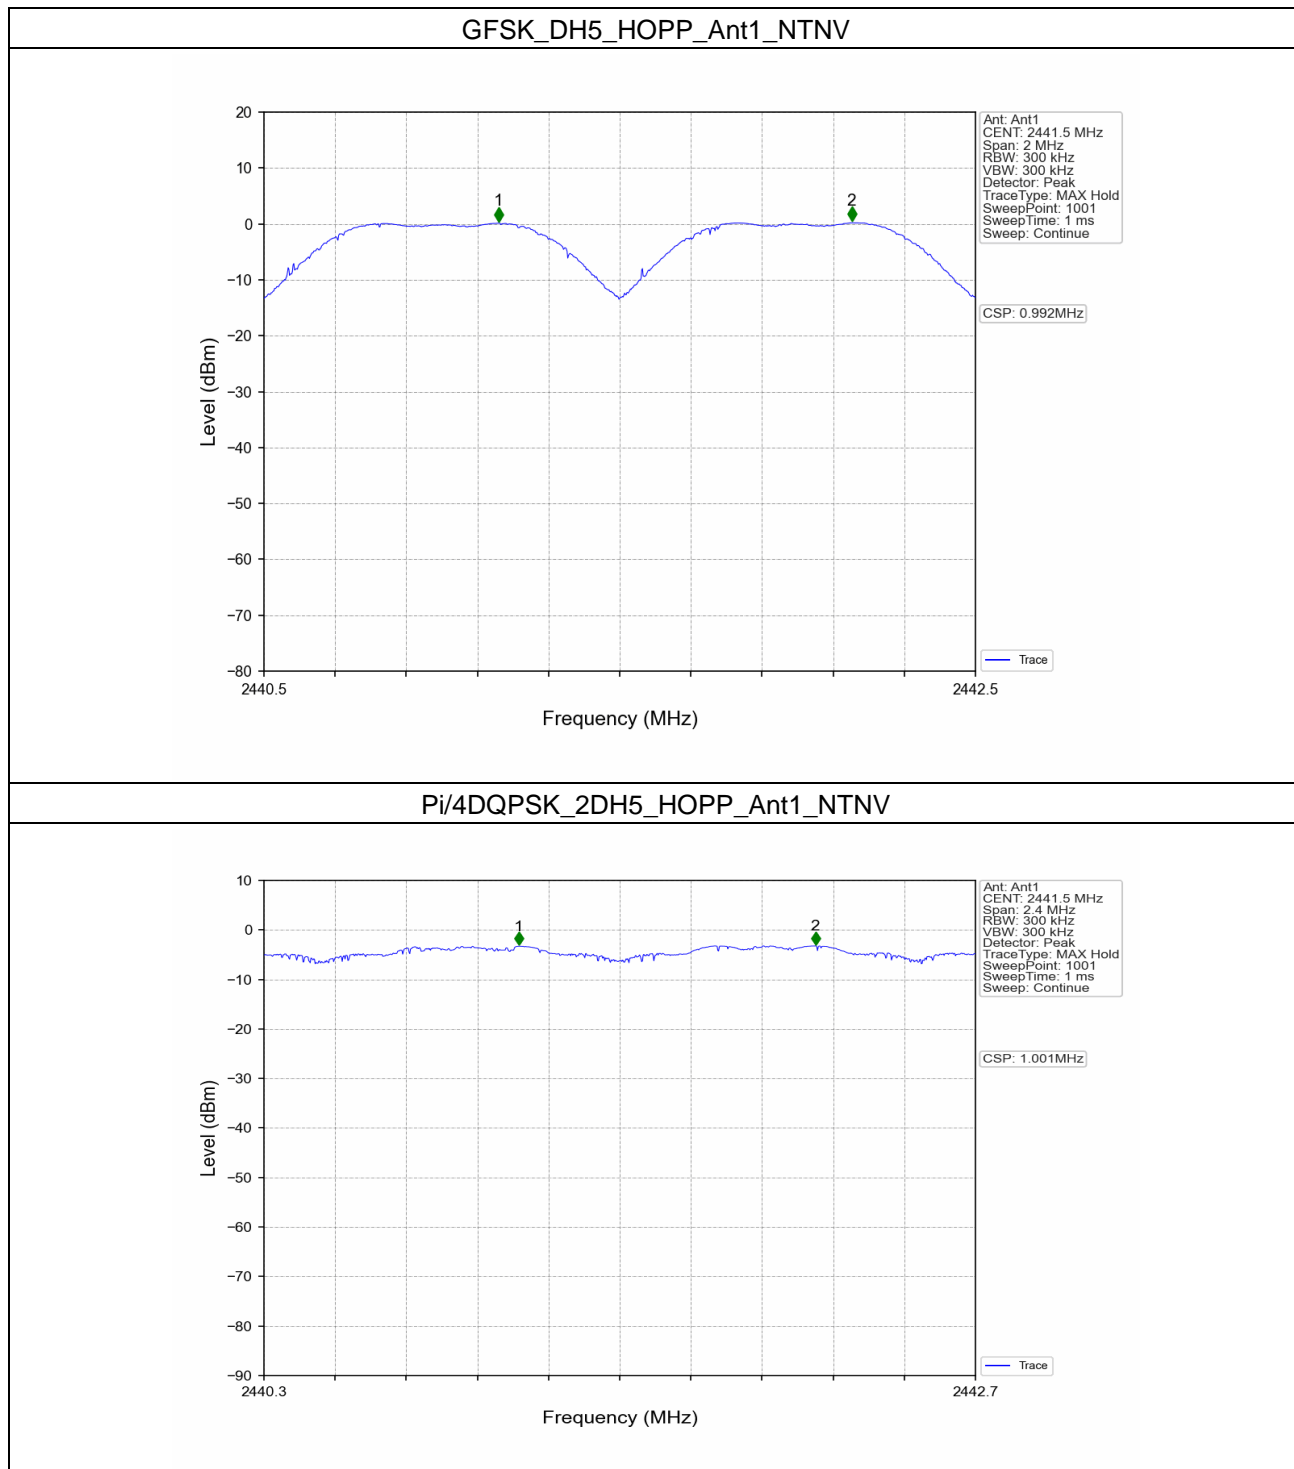 GFSK_DH5_HOPP_Ant1_NTNV
20
10
0
−10
−20
−30
−40
−50
−60
−70
−80
Level (dBm)
1
2
Ant: Ant1
CENT: 2441.5 MHz
Span: 2 MHz
RBW: 300 kHz
VBW: 300 kHz
Detector: Peak
TraceType: MAX Hold
SweepPoint: 1001
SweepTime: 1 ms
Sweep: Continue
CSP: 0.992MHz
Trace
2440.5
2442.5
Frequency (MHz)
Pi/4DQPSK_2DH5_HOPP_Ant1_NTNV
10
0
−10
−20
−30
−40
−50
−60
−70
−80
−90
Level (dBm)
1
2
Ant: Ant1
CENT: 2441.5 MHz
Span: 2.4 MHz
RBW: 300 kHz
VBW: 300 kHz
Detector: Peak
TraceType: MAX Hold
SweepPoint: 1001
SweepTime: 1 ms
Sweep: Continue
CSP: 1.001MHz
Trace
2440.3
2442.7
Frequency (MHz)